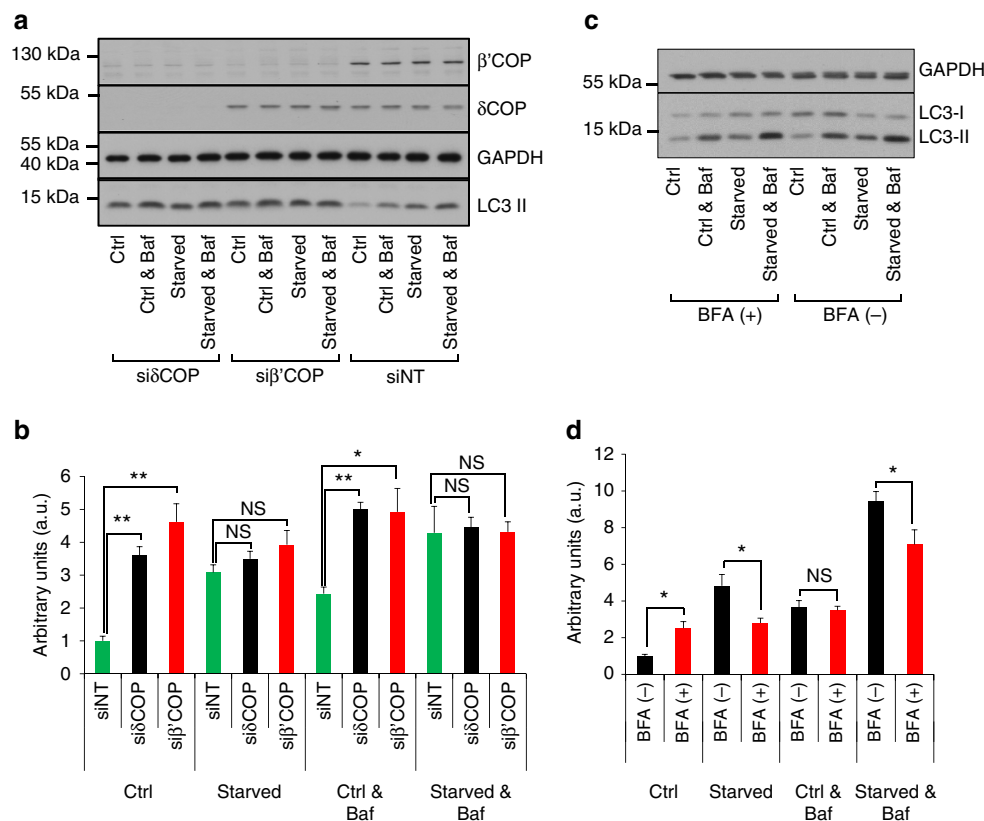 a
130 kDa
β'COP
55 kDa
δCOP
55 kDa
GAPDH
40 kDa
15 kDa
LC3 II
Ctrl
Ctrl & Baf
Starved
Starved & Baf
Ctrl
Ctrl & Baf
Starved
Starved & Baf
Ctrl
Ctrl & Baf
Starved
Starved & Baf
siδCOP
siβ'COP
siNT
c
GAPDH
55 kDa
LC3-I
15 kDa
LC3-II
Ctrl
Ctrl & Baf
Starved
Starved & Baf
Ctrl
Ctrl & Baf
Starved
Starved & Baf
BFA (+)
BFA (–)
b
Arbitrary units (a.u.)
6
5
4
3
2
1
0
**
**
NS
NS
*
**
NS
NS
siNT
siδCOP
siβ'COP
siNT
siδCOP
siβ'COP
siNT
siδCOP
siβ'COP
siNT
siδCOP
siβ'COP
Ctrl
Starved
Ctrl &
Baf
Starved &
Baf
d
Arbitrary units (a.u.)
12
10
8
6
4
2
0
*
*
NS
*
BFA (–)
BFA (+)
BFA (–)
BFA (+)
BFA (–)
BFA (+)
BFA (–)
BFA (+)
Ctrl
Starved
Ctrl &
Baf
Starved &
Baf